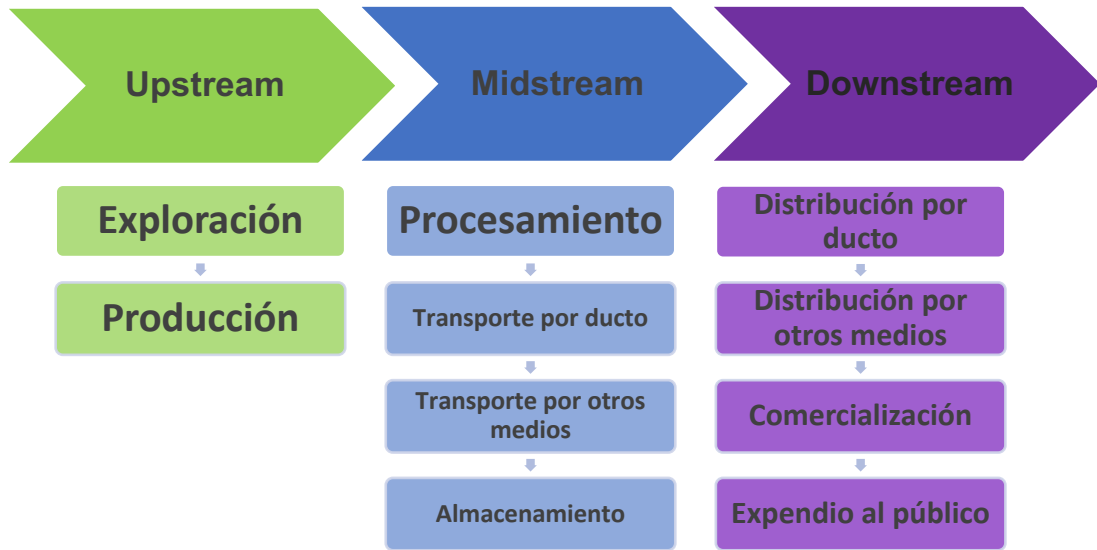 Upstream
Midstream
Downstream
Exploración
Producción
Procesamiento
Transporte por ducto
Transporte por otros
medios
Almacenamiento
Distribución por
ducto
Distribución por
otros medios
Comercialización
Expendio al público